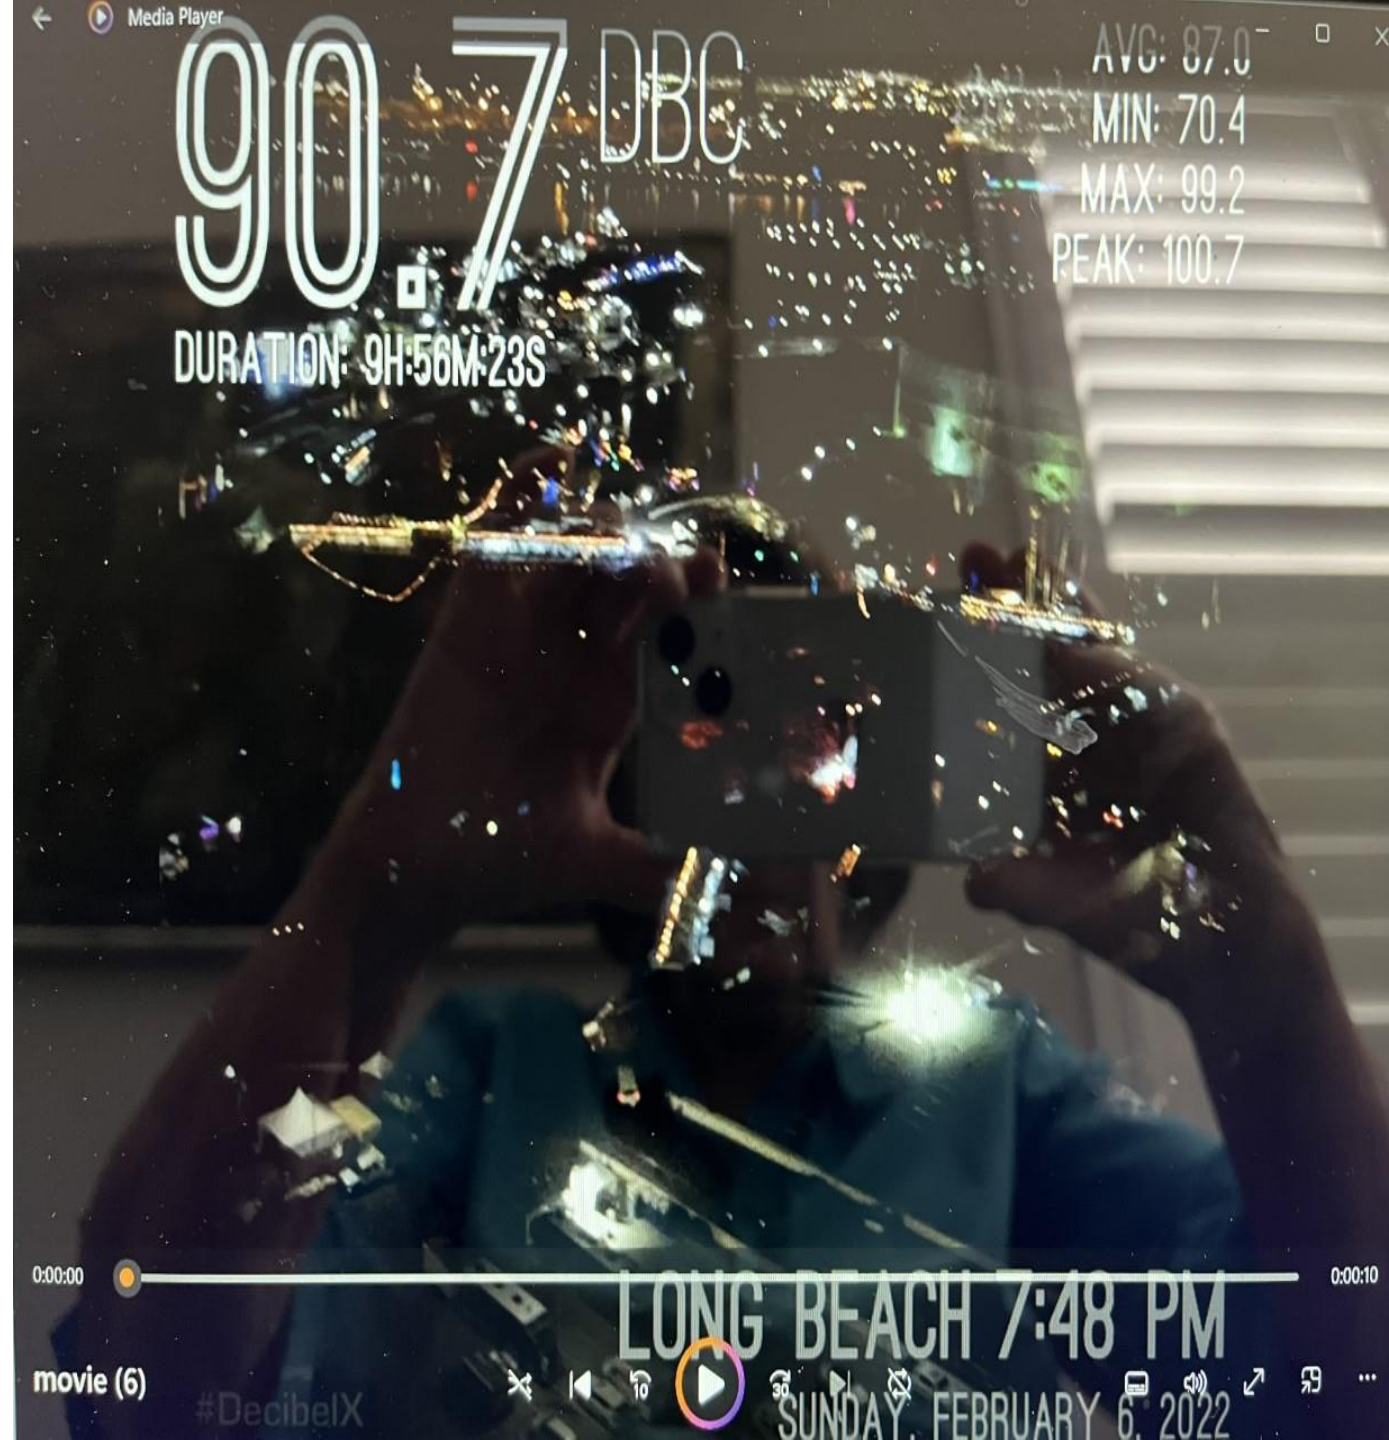 Media Player
90.7 DBC
AVG: 87.0
MIN: 70.4
MAX: 99.2
PEAK: 100.7
DURATION: 9H:56M:23S
0:00:00
0:00:10
LONG BEACH 7:48 PM
movie (6)
10
30
#DecibelX
SUNDAY, FEBRUARY 6, 2022